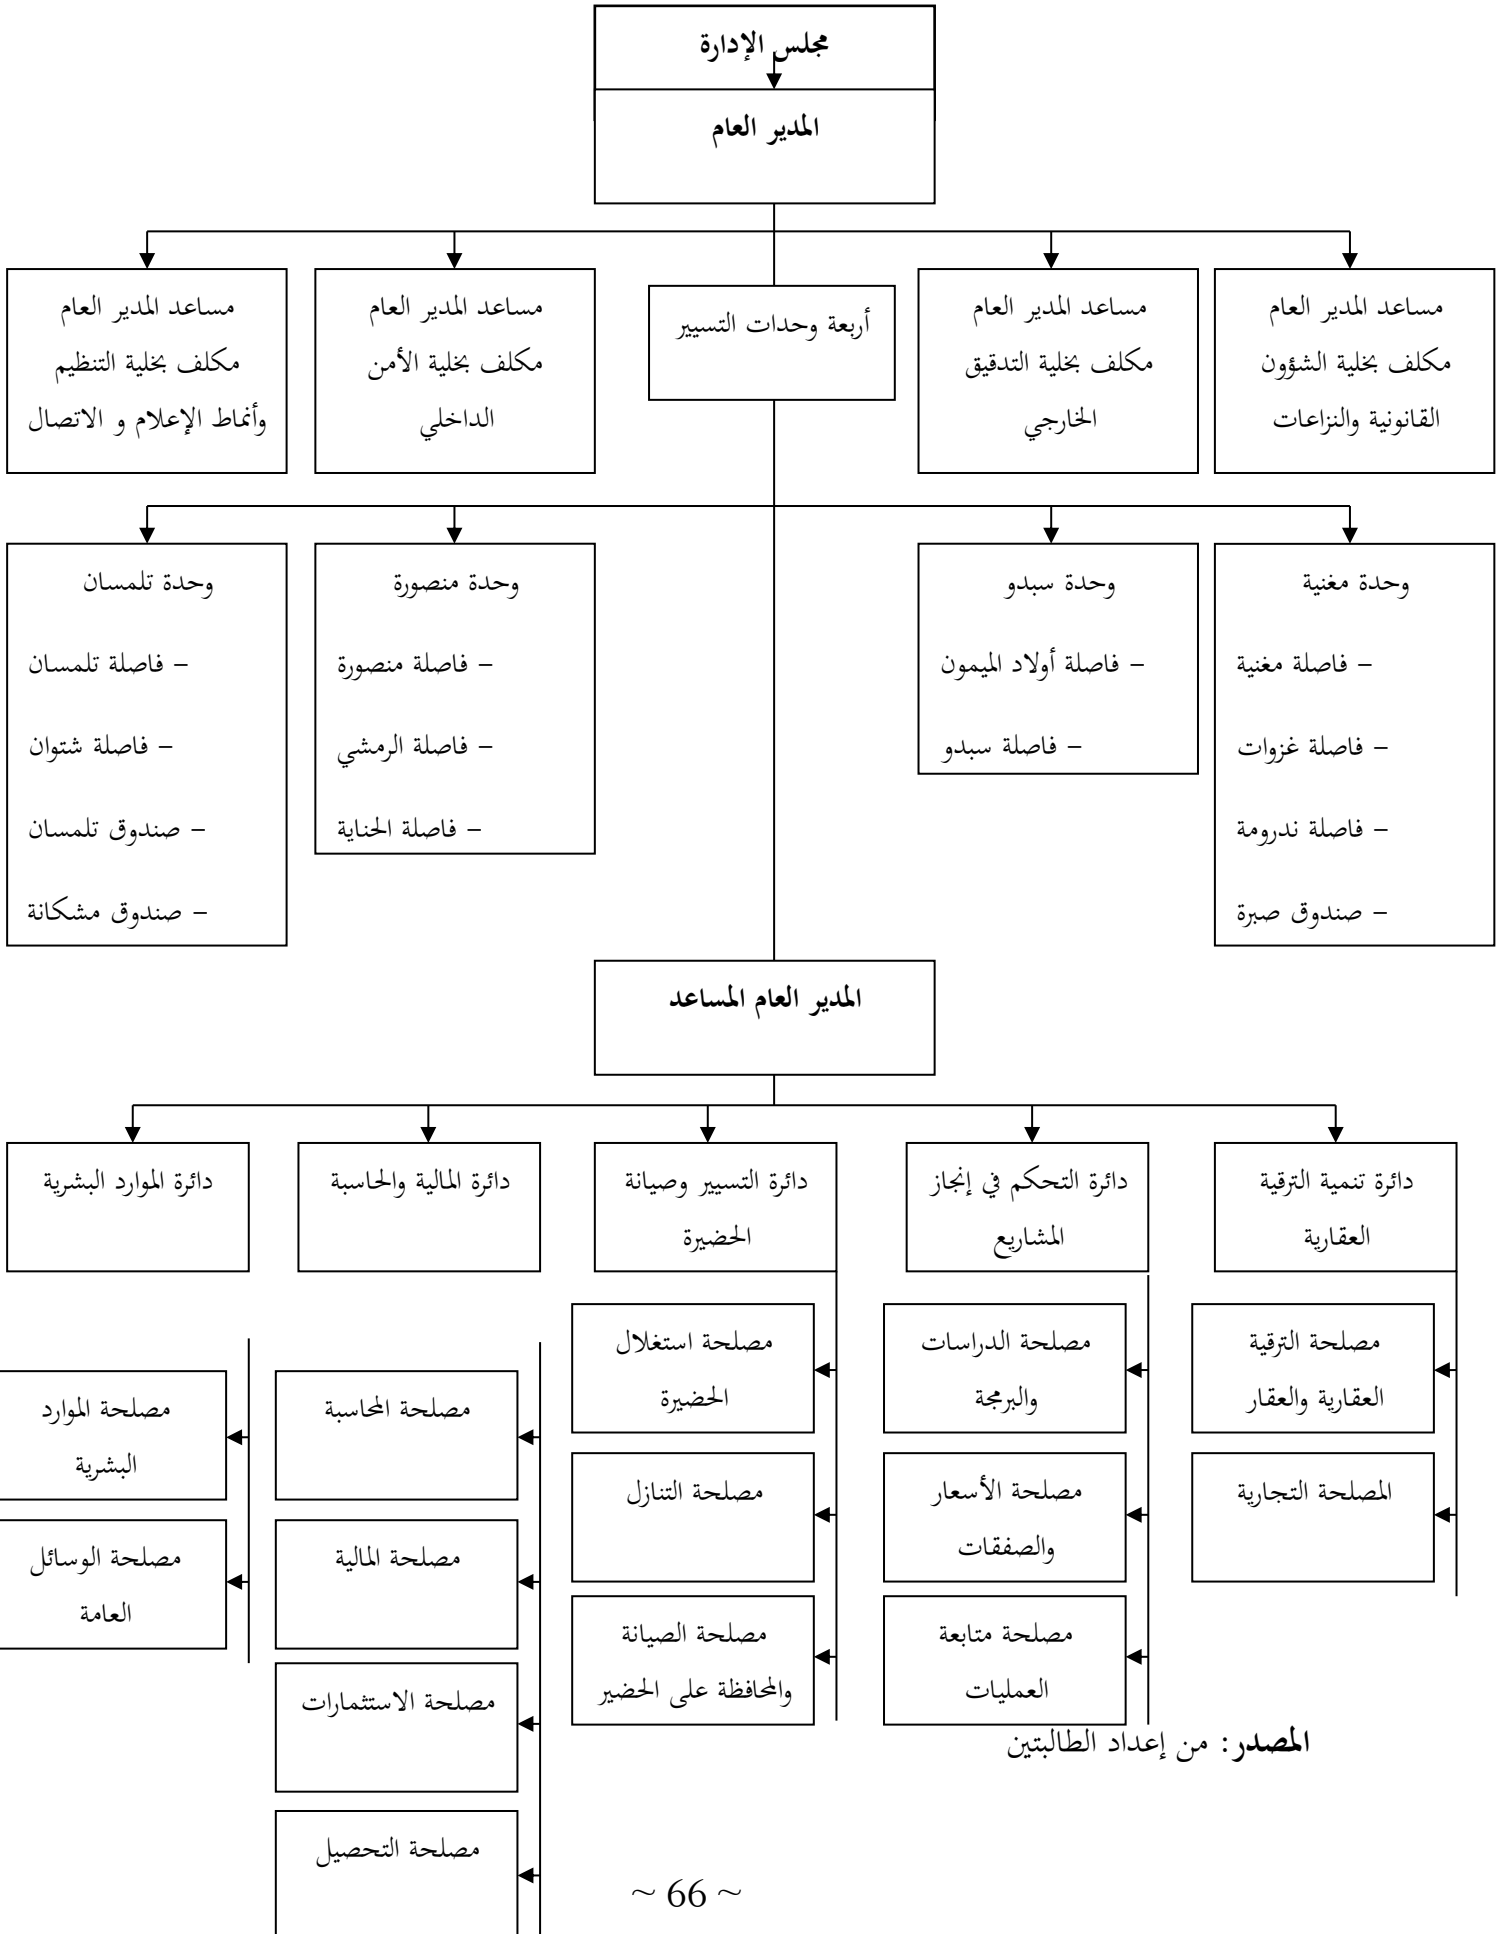 مجلس الإدارة
المدير العام
مساعد المدير العام
مكلف بخلية الشؤون
القانونية والنزاعات
مساعد المدير العام
مكلف بخلية التدقيق
الخارجي
أربعة وحدات التسيير
مساعد المدير العام
مكلف بخلية الأمن
الداخلي
مساعد المدير العام
مكلف بخلية التنظيم
وأنماط الإعلام و الاتصال
وحدة مغنية
– فاصلة مغنية
– فاصلة غزوات
– فاصلة ندرومة
– صندوق صبرة
وحدة سبدو
– فاصلة أولاد الميمون
– فاصلة سبدو
وحدة منصورة
– فاصلة منصورة
– فاصلة الرمشي
– فاصلة الحناية
وحدة تلمسان
– فاصلة تلمسان
– فاصلة شتوان
– صندوق تلمسان
– صندوق مشكانة
المدير العام المساعد
دائرة تنمية الترقية
العقارية
دائرة التحكم في إنجاز
المشاريع
دائرة التسيير وصيانة
الحضيرة
دائرة المالية والحاسبة
دائرة الموارد البشرية
مصلحة الترقية
العقارية والعقار
المصلحة التجارية
مصلحة الدراسات
والبرمجة
مصلحة الأسعار
والصفقات
مصلحة متابعة
العمليات
مصلحة استغلال
الحضيرة
مصلحة التنازل
مصلحة الصيانة
والمحافظة على الحضير
مصلحة المحاسبة
مصلحة المالية
مصلحة الاستثمارات
مصلحة التحصيل
مصلحة الموارد
البشرية
مصلحة الوسائل
العامة
المصدر: من إعداد الطالبتين
~ 66 ~